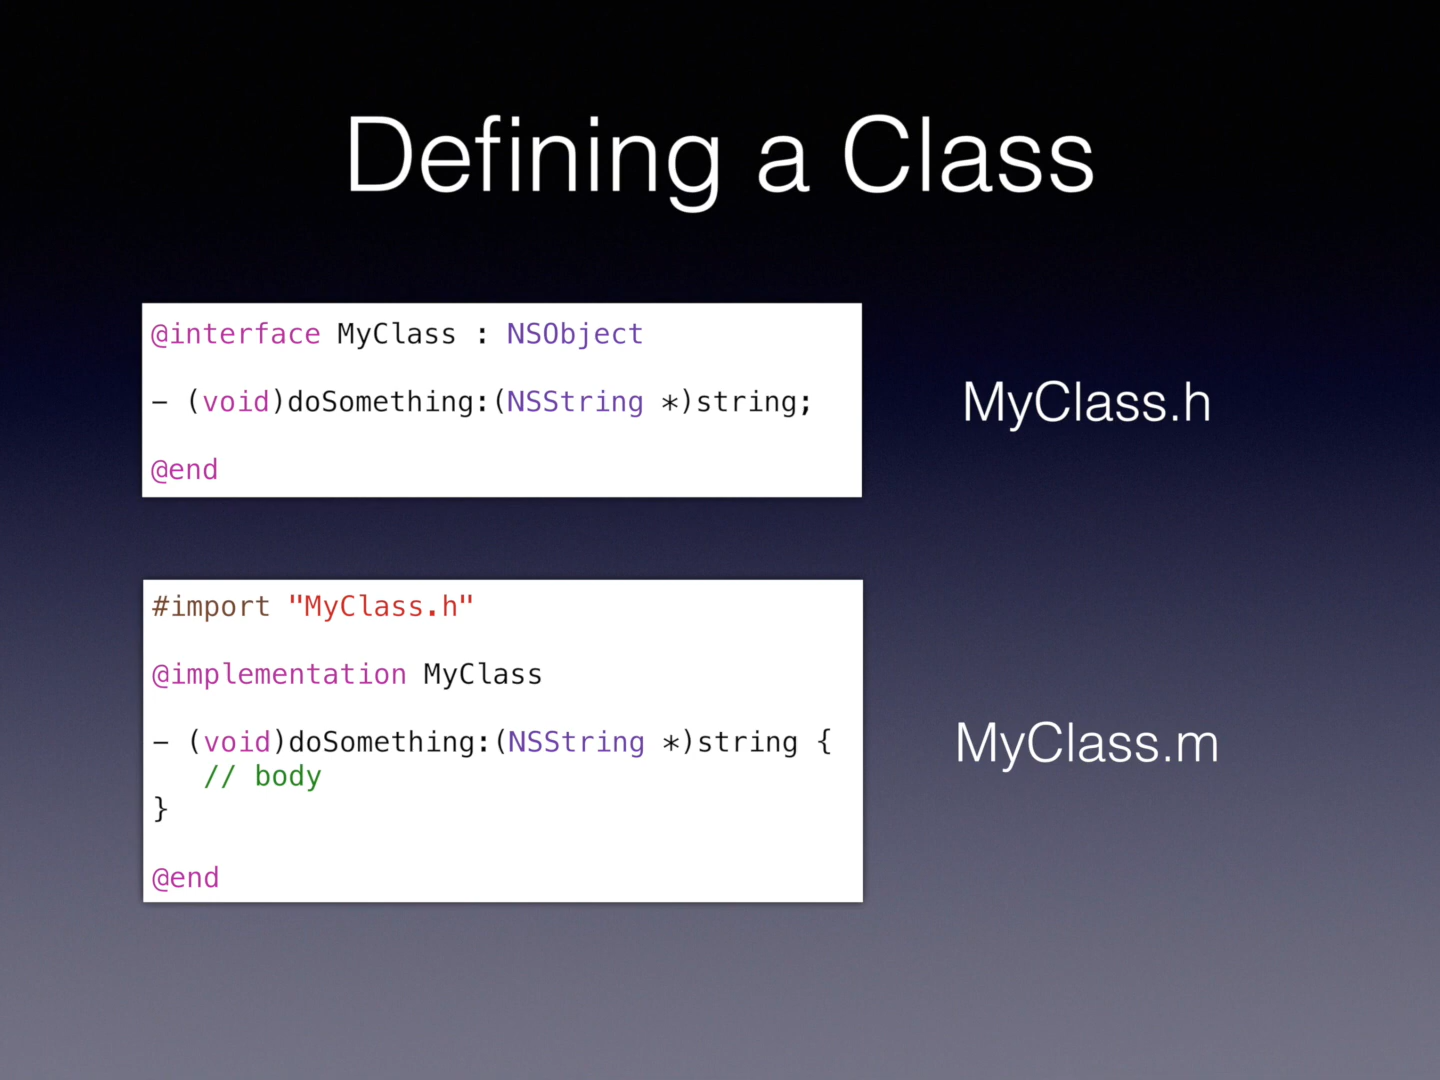 Defining a Class
@interface MyClass : NSObject
- (void)doSomething:(NSString *)string;
@end
MyClass.h
#import "MyClass.h"
@implementation MyClass
- (void)doSomething:(NSString *)string {
// body
}
@end
MyClass.m